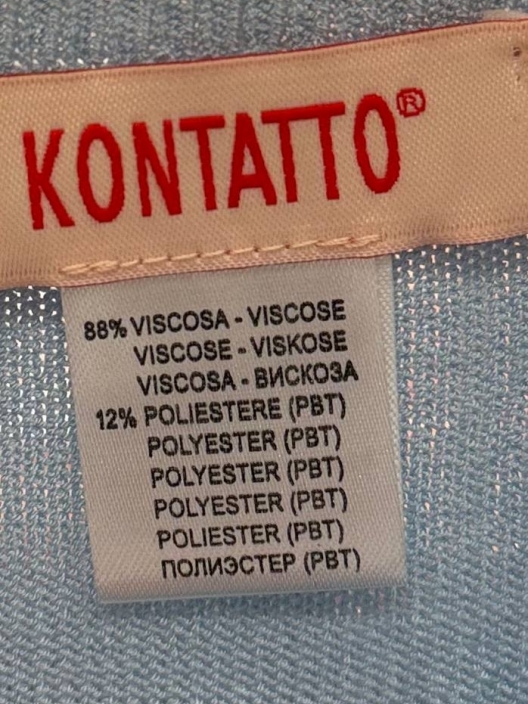 KONTATTO®
88% VISCOSA - VISCOSE
VISCOSE - VISKOSE
VISCOSA - ВИСКОЗА
12% POLIESTERE (PBT)
POLYESTER (PBT)
POLYESTER (PBT)
POLYESTER (PBT)
POLIESTER (PBT)
ПОЛИЭСТЕР (PBT)